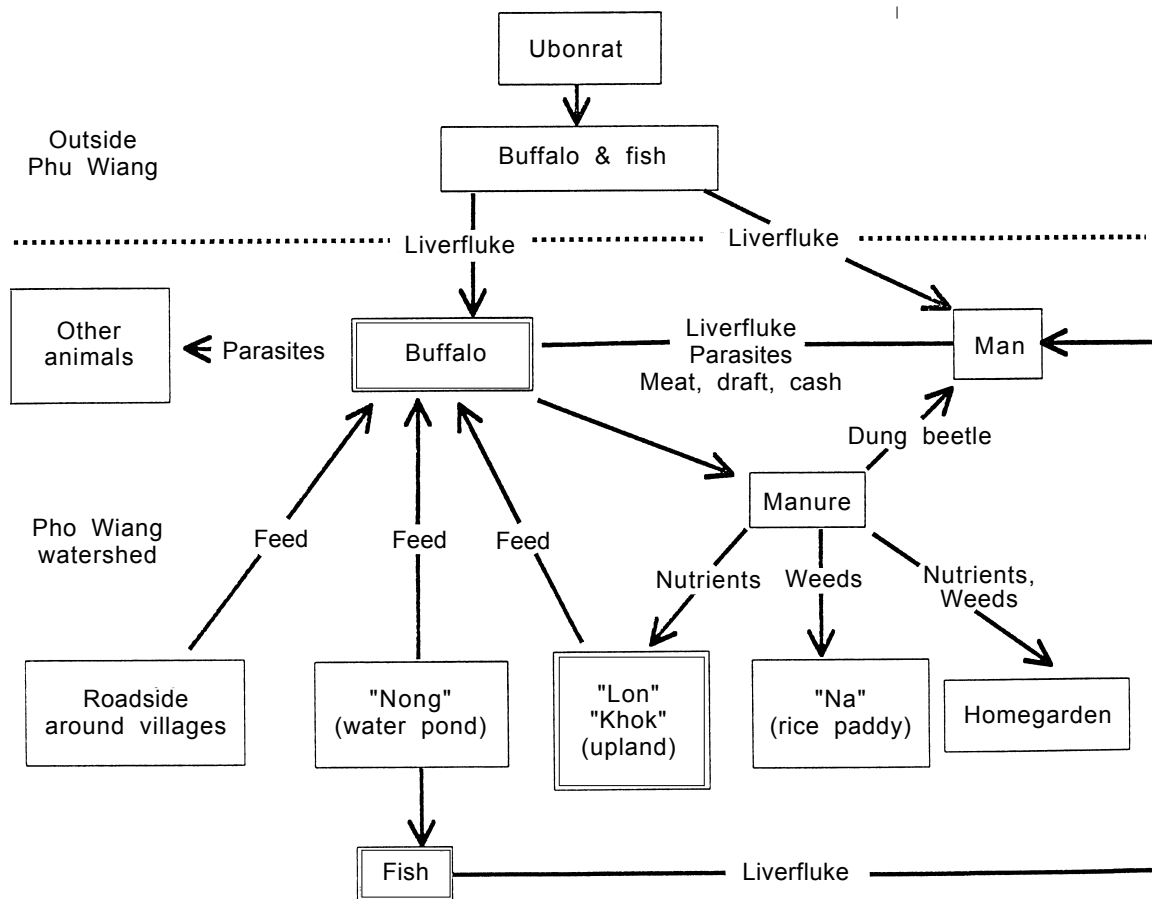 Ubonrat
Outside
Phu Wiang
Buffalo & fish
Liverfluke
Liverfluke
Other
animals
Parasites
Buffalo
Liverfluke
Parasites
Meat, draft, cash
Man
Dung beetle
Manure
Pho Wiang
watershed
Feed
Feed
Feed
Nutrients
Weeds
Nutrients,
Weeds
Roadside
around villages
"Nong"
(water pond)
"Lon"
"Khok"
(upland)
"Na"
(rice paddy)
Homegarden
Fish
Liverfluke